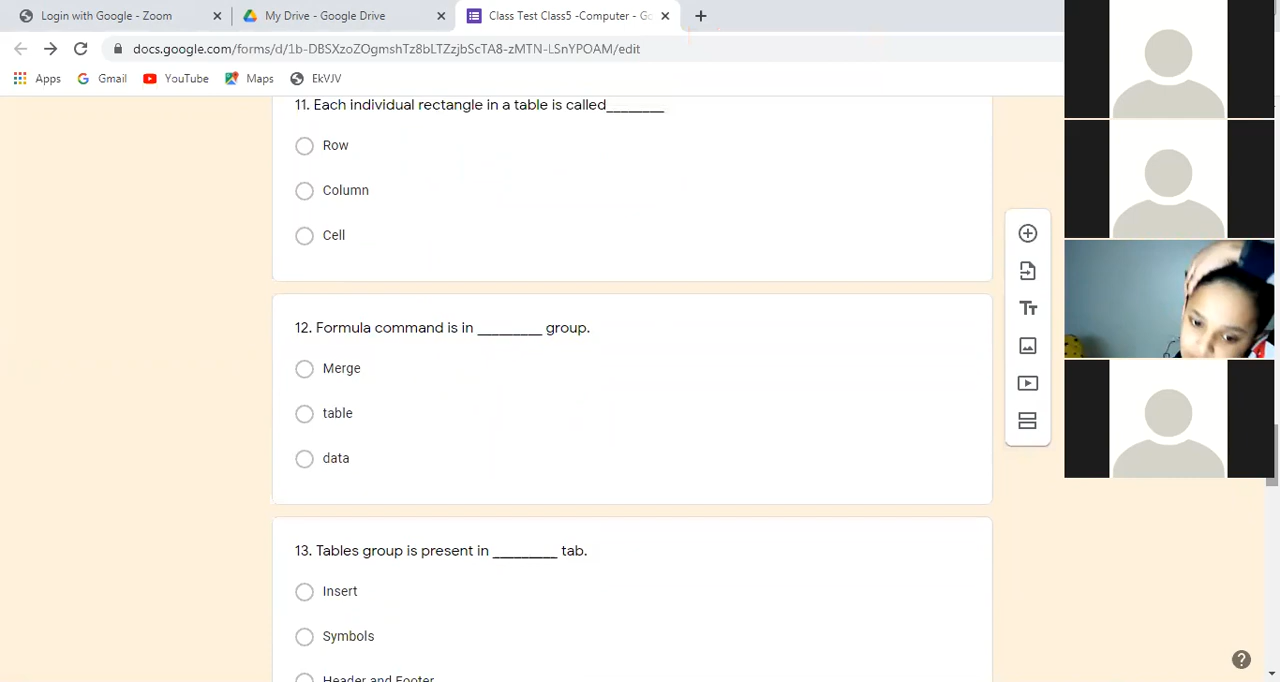 Login with Google - Zoom
My Drive - Google Drive
Class Test Class5 -Computer - Go
docs.google.com/forms/d/1b-DBSXzoZOgmshTz8bLTZzjbScTA8-zMTN-LSnYPOAM/edit
Apps
Gmail
YouTube
Maps
EkVJV
11. Each individual rectangle in a table is called________
Row
Column
Cell
12. Formula command is in _________ group.
Merge
table
data
13. Tables group is present in _________ tab.
Insert
Symbols
Header and Footer